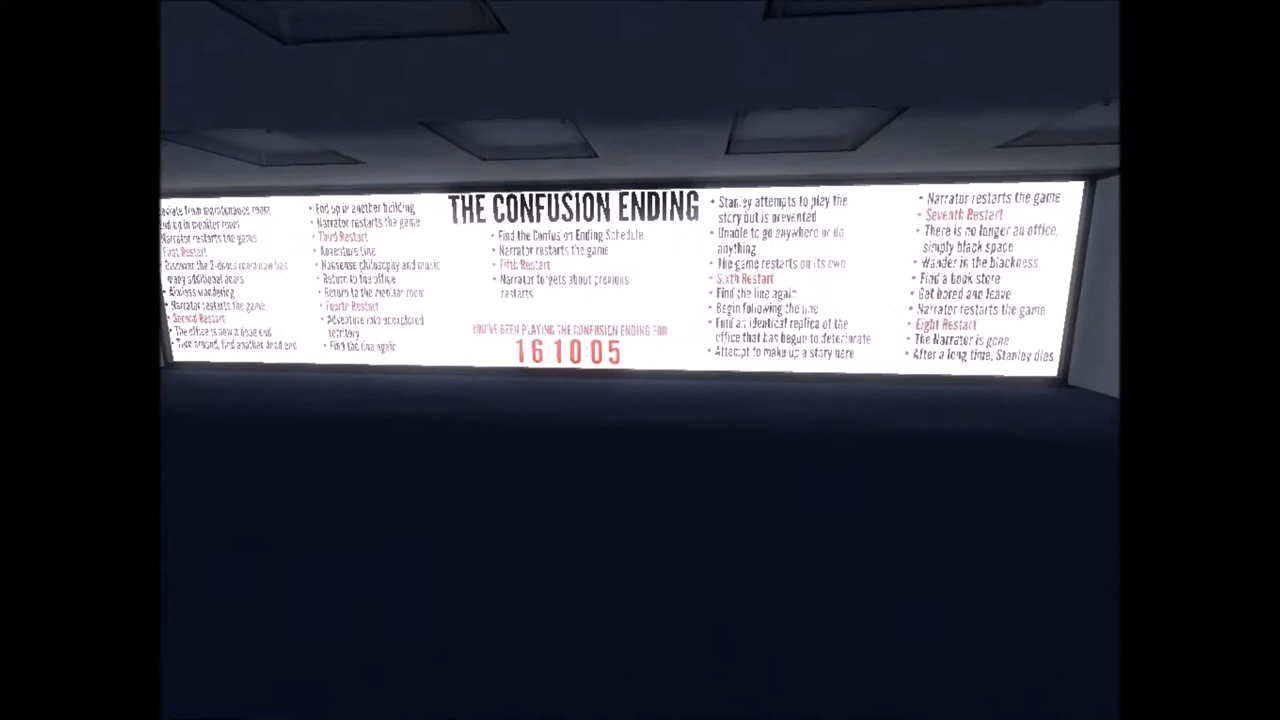 Deviate from maintenance room
End up in monitor room
Narrator restarts the game
First Restart
Discover the 2-doors room now has
many additional doors
• Aimless wandering
• Narrator restarts the game
Second Restart
• The office is now a dead end
• Turn around, find another dead end
• End up in another building
• Narrator restarts the game
• Third Restart
• Adventure Line
• Nonsense philosophy and music
• Return to the office
• Return to the monitor room
• Fourth Restart
• Adventure into unexplored
territory
• Find the line again
THE CONFUSION ENDING
• Find the Confusion Ending Schedule
• Narrator restarts the game
• Fifth Restart
• Narrator forgets about previous
restarts
YOU'VE BEEN PLAYING THE CONFUSION ENDING FOR
16:10:05
• Stanley attempts to play the
story but is prevented
• Unable to go anywhere or do
anything
• The game restarts on its own
• Sixth Restart
• Find the line again
• Begin following the line
• Find an identical replica of the
office that has begun to deteriorate
• Attempt to make up a story here
• Narrator restarts the game
• Seventh Restart
• There is no longer an office,
simply black space
• Wander in the blackness
• Find a book store
• Get bored and leave
• Narrator restarts the game
• Eight Restart
• The Narrator is gone
• After a long time, Stanley dies